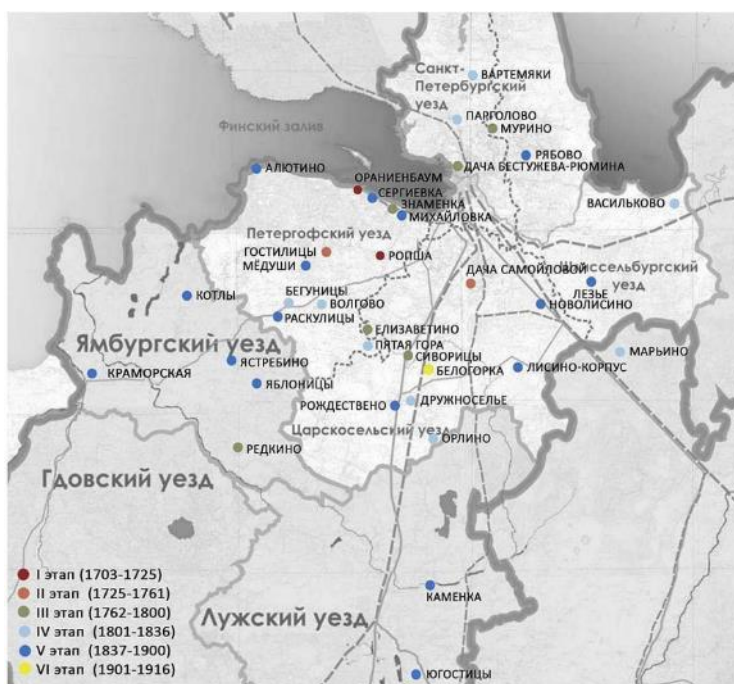 Санкт-
Петербургский
уезд
ВАРТЕМЯКИ
ПАРГОЛОВО
МУРИНО
Финский залив
РЯБОВО
АЛЮТИНО
ДАЧА БЕСТУЖЕВА-РЮМИНА
ОРАНИЕНБАУМ
СЕРГИЕВКА
ЗНАМЕНКА
МИХАЙЛОВКА
ВАСИЛЬКОВО
Петергофский уезд
ГОСТИЛИЦЫ
МЁДУШИ
РОПША
Шлиссельбургский
уезд
ДАЧА САМОЙЛОВОЙ
ЛЕЗЬЕ
КОТЛЫ
БЕГУНИЦЫ
ВОЛГОВО
НОВОЛИСИНО
РАСКУЛИЦЫ
ЕЛИЗАВЕТИНО
Ямбургский уезд
ПЯТАЯ ГОРА
СИВОРИЦЫ
МАРЬИНО
ЯСТРЕБИНО
БЕЛОГОРКА
ЛИСИНО-КОРПУС
КРАМОРСКАЯ
ЯБЛОНИЦЫ
РОЖДЕСТВЕНО
ДРУЖНОСЕЛЬЕ
Царскосельский уезд
ОРЛИНО
РЕДКИНО
Гдовский уезд
I этап (1703-1725)
II этап (1725-1761)
III этап (1762-1800)
IV этап (1801-1836)
V этап (1837-1900)
VI этап (1901-1916)
КАМЕНКА
Лужский уезд
ЮГОСТИЦЫ